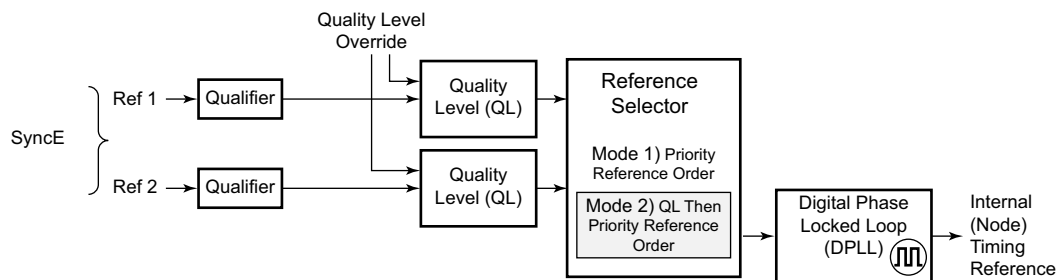 Quality Level
Override
SyncE
Ref 1
Qualifier
Quality
Level (QL)
Ref 2
Qualifier
Quality
Level (QL)
Reference
Selector
Mode 1) Priority
Reference Order
Mode 2) QL Then
Priority Reference
Order
Digital Phase
Locked Loop
(DPLL)
Internal
(Node)
Timing
Reference